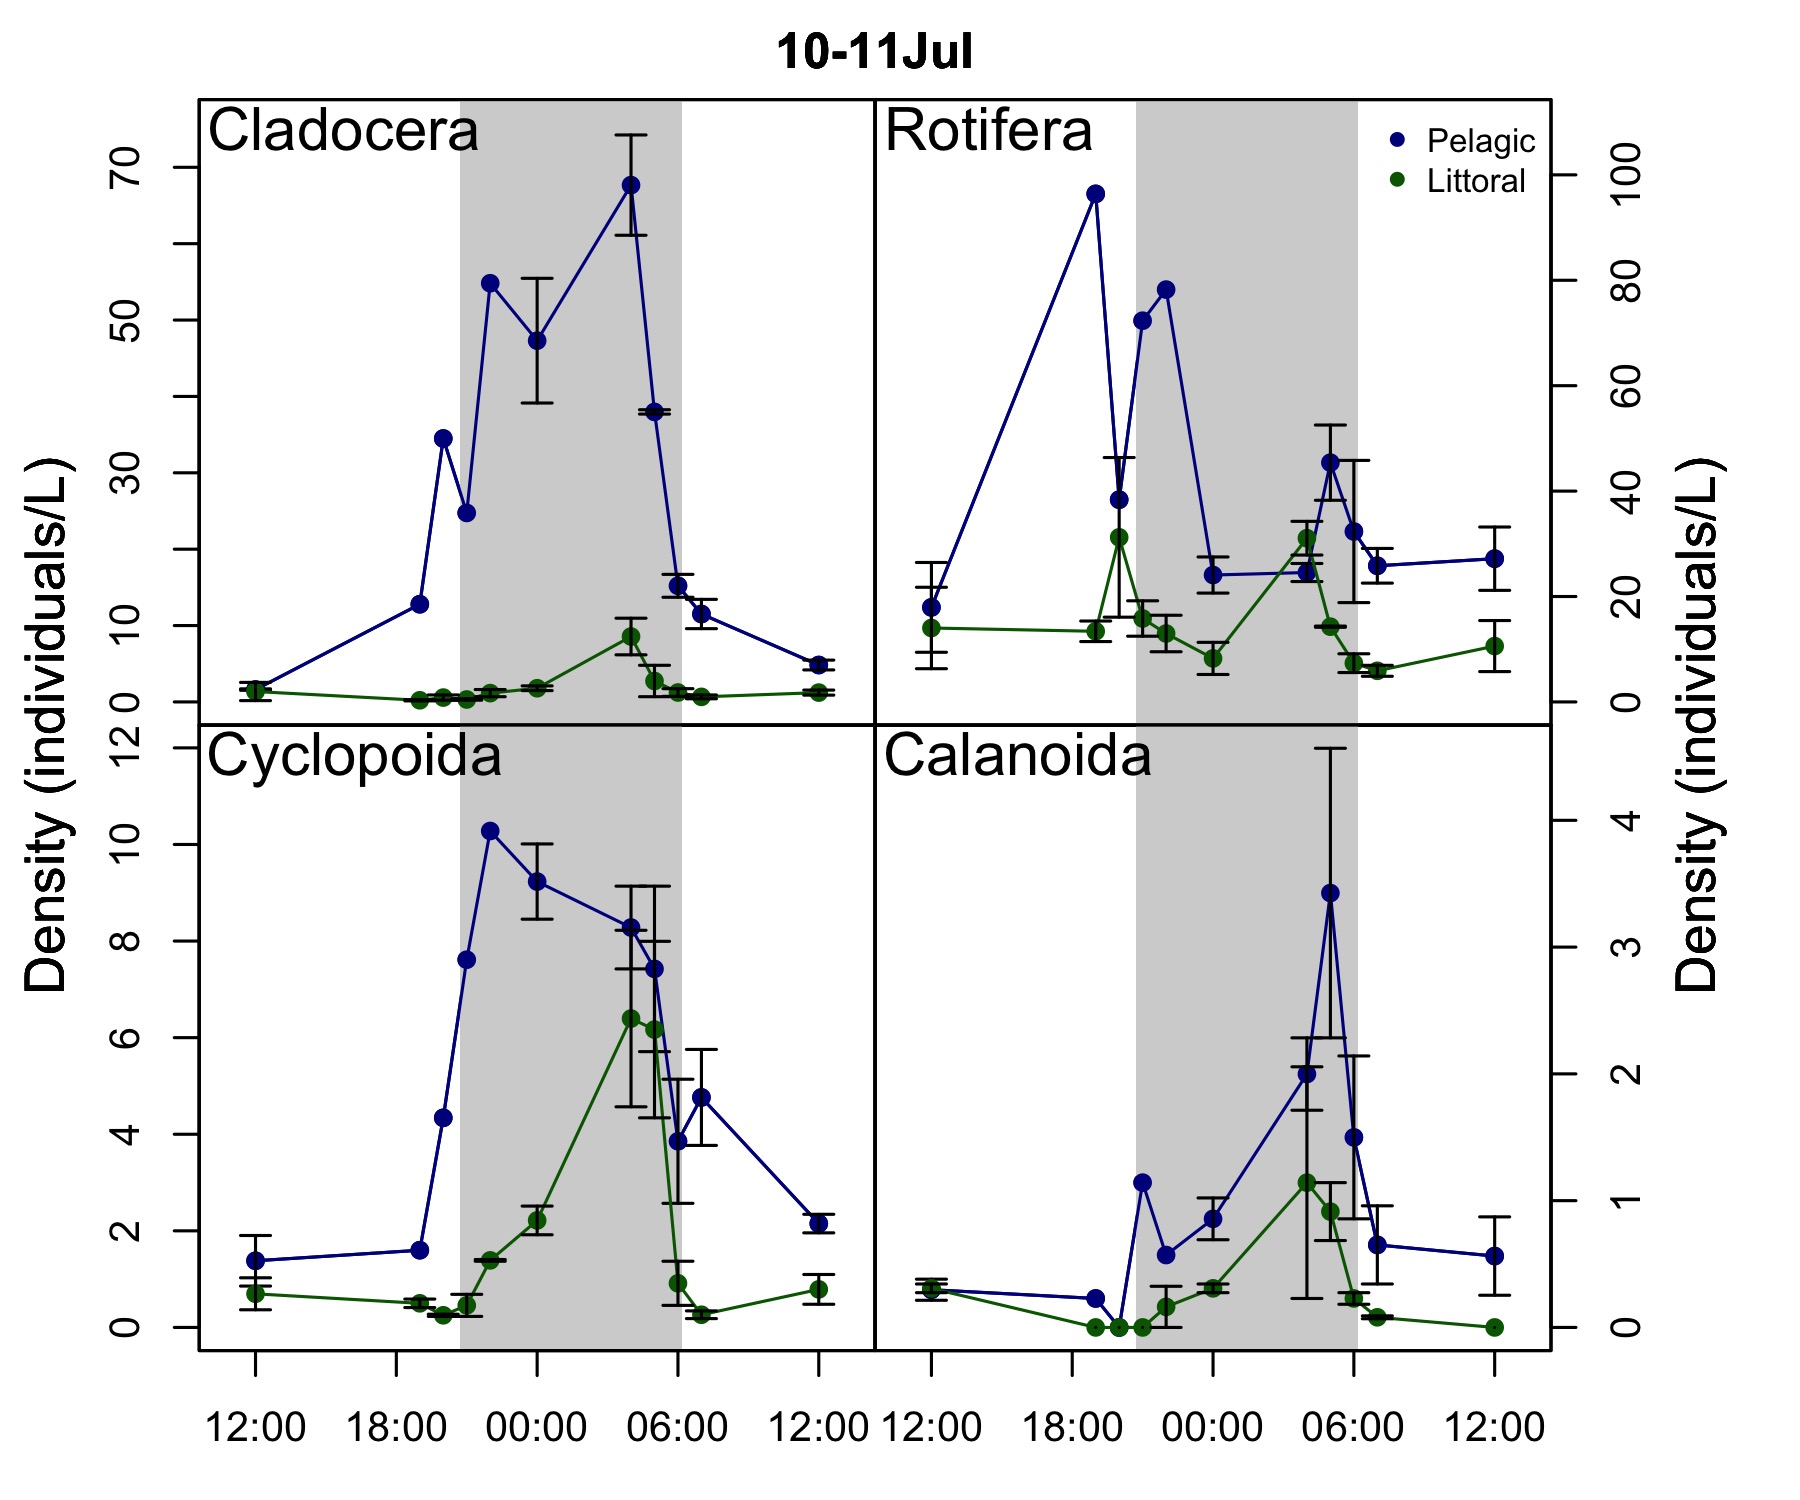 10-11Jul
Cladocera
Rotifera
Pelagic
Littoral
70
50
30
10
0
100
80
60
40
20
0
Density (individuals/L)
Density (individuals/L)
Cyclopoida
Calanoida
12
10
8
6
4
2
0
4
3
2
1
0
12:00 18:00 00:00 06:00 12:00 12:00 18:00 00:00 06:00 12:00